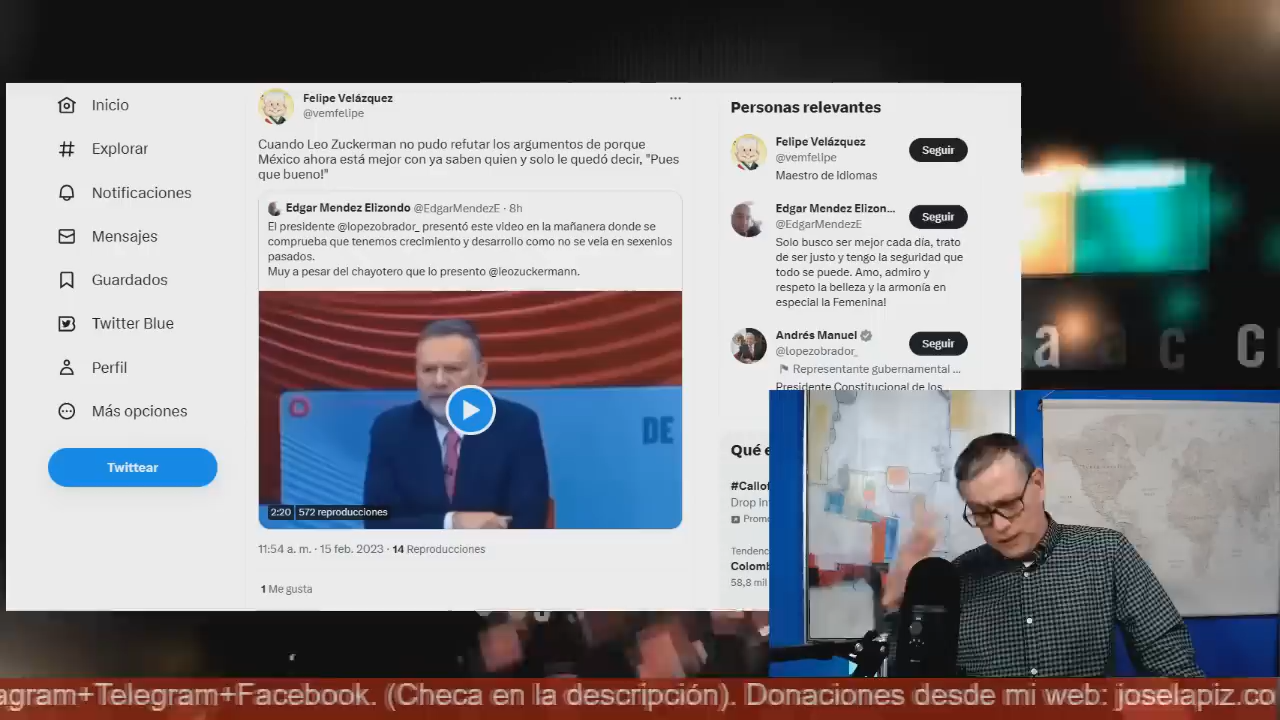 Inicio
Explorar
Notificaciones
Mensajes
Guardados
Twitter Blue
Perfil
Más opciones
Twittear
Felipe Velázquez
@vemfelipe
Cuando Leo Zuckerman no pudo refutar los argumentos de porque
México ahora está mejor con ya saben quien y solo le quedó decir, "Pues
que bueno!"
Edgar Mendez Elizondo @EdgarMendezE · 8h
El presidente @lopezobrador_ presentó este video en la mañanera donde se
comprueba que tenemos crecimiento y desarrollo como no se veía en sexenios
pasados.
Muy a pesar del chayotero que lo presento @leozuckermann.
DE
2:20 572 reproducciones
11:54 a. m. · 15 feb. 2023 · 14 Reproducciones
1 Me gusta
Personas relevantes
Felipe Velázquez
@vemfelipe
Seguir
Maestro de Idiomas
Edgar Mendez Elizon...
@EdgarMendezE
Seguir
Solo busco ser mejor cada día, trato
de ser justo y tengo la seguridad que
todo se puede. Amo, admiro y
respeto la belleza y la armonía en
especial la Femenina!
Andrés Manuel
@lopezobrador_
Seguir
Representante gubernamental ...
Presidente Constitucional de los
Qué
#Callof
Drop In
Promo
Tendenc
Colomb
58,8 mil
a a c C
agram+Telegram+Facebook. (Checa en la descripción). Donaciones desde mi web: joselapiz.co